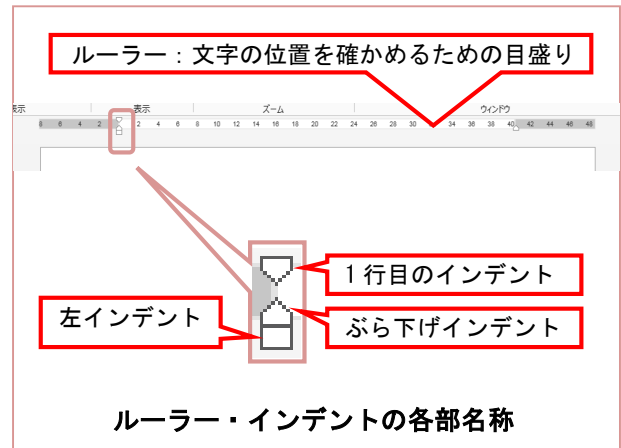 ルーラー：文字の位置を確かめるための目盛り
表示 表示 ズーム ウィンドウ
8 6 4 2 2 4 6 8 10 12 14 16 18 20 22 24 26 28 30 34 36 38 40 42 44 46 48
1行目のインデント
左インデント
ぶら下げインデント
ルーラー・インデントの各部名称